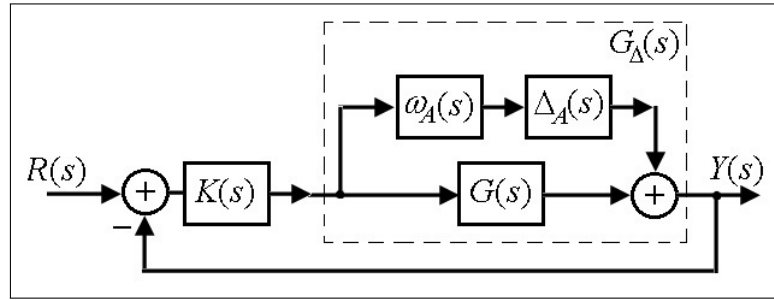 G_Δ(s)
ω_A(s)
Δ_A(s)
R(s)
+
K(s)
G(s)
+
Y(s)
−